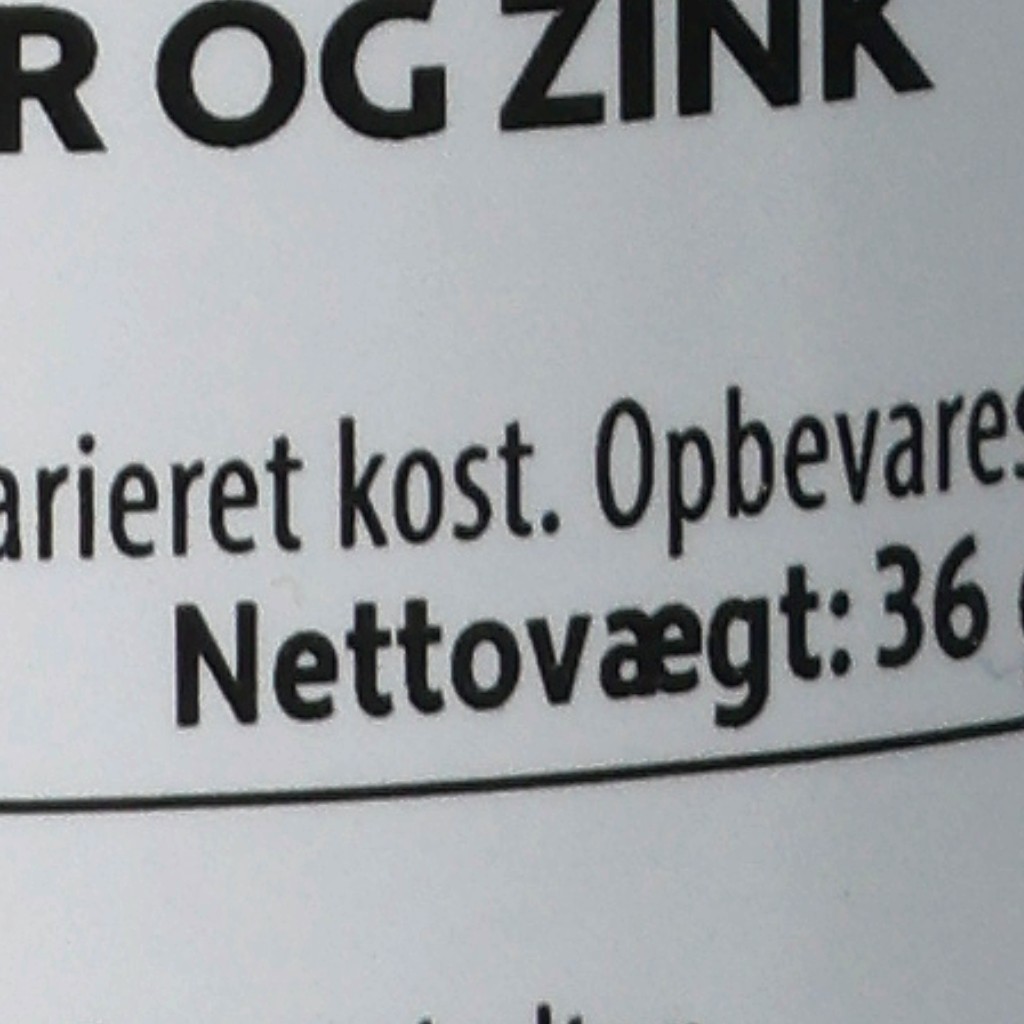 R OG ZINK
arieret kost. Opbevares
Nettovægt: 36